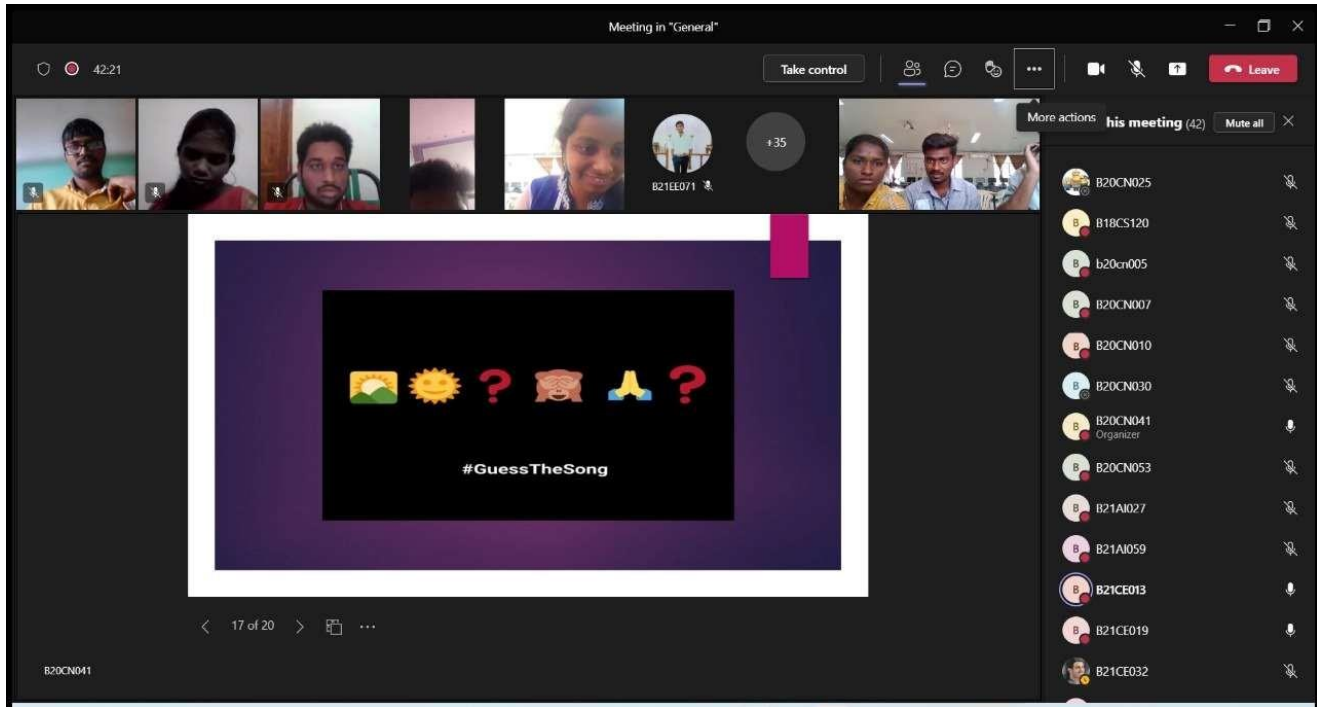 Meeting in "General"
42:21
Take control
Leave
More actions
his meeting (42)
Mute all
B21EE071
+35
#GuessTheSong
17 of 20
B20CN041
B20CN025
B18CS120
b20cn005
B20CN007
B20CN010
B20CN030
B20CN041
Organizer
B20CN053
B21AI027
B21AI059
B21CE013
B21CE019
B21CE032